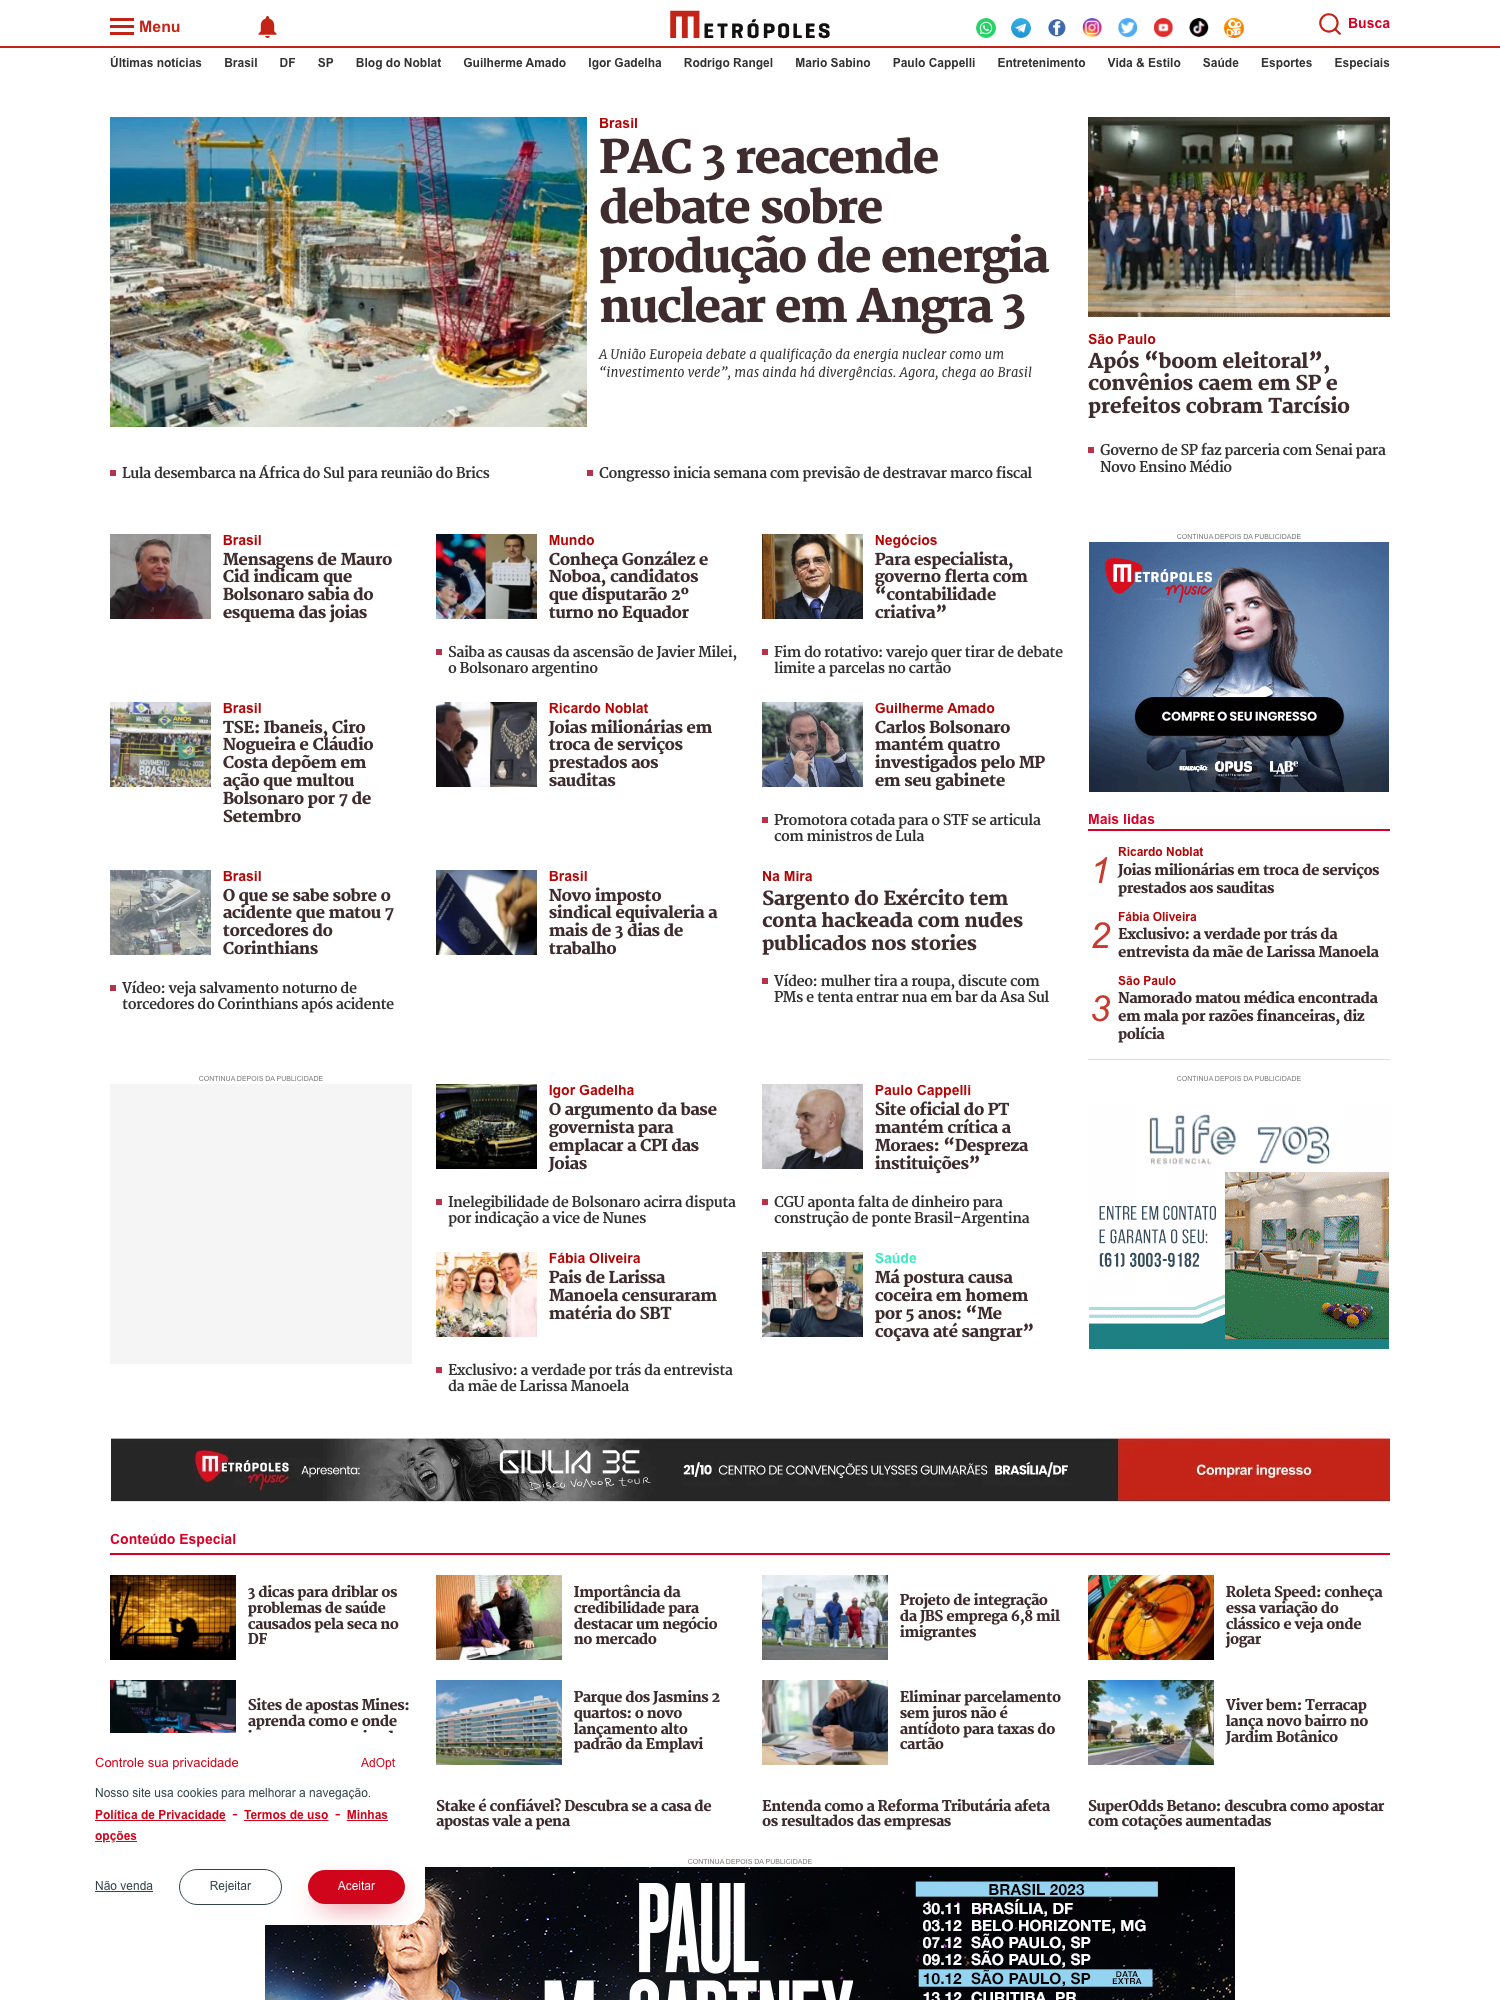 Menu
METRÓPOLES
Busca
Últimas notícias Brasil DF SP Blog do Noblat Guilherme Amado Igor Gadelha Rodrigo Rangel Mario Sabino Paulo Cappelli Entretenimento Vida & Estilo Saúde Esportes Especiais
Brasil
PAC 3 reacende
debate sobre
produção de energia
nuclear em Angra 3
A União Europeia debate a qualificação da energia nuclear como um
“investimento verde”, mas ainda há divergências. Agora, chega ao Brasil
Lula desembarca na África do Sul para reunião do Brics
Congresso inicia semana com previsão de destravar marco fiscal
São Paulo
Após “boom eleitoral”,
convênios caem em SP e
prefeitos cobram Tarcísio
Governo de SP faz parceria com Senai para
Novo Ensino Médio
Brasil
Mensagens de Mauro
Cid indicam que
Bolsonaro sabia do
esquema das joias
Mundo
Conheça González e
Noboa, candidatos
que disputarão 2º
turno no Equador
Saiba as causas da ascensão de Javier Milei,
o Bolsonaro argentino
Negócios
Para especialista,
governo flerta com
“contabilidade
criativa”
Fim do rotativo: varejo quer tirar de debate
limite a parcelas no cartão
Brasil
TSE: Ibaneis, Ciro
Nogueira e Cláudio
Costa depõem em
ação que multou
Bolsonaro por 7 de
Setembro
Ricardo Noblat
Joias milionárias em
troca de serviços
prestados aos
sauditas
Guilherme Amado
Carlos Bolsonaro
mantém quatro
investigados pelo MP
em seu gabinete
Promotora cotada para o STF se articula
com ministros de Lula
Brasil
O que se sabe sobre o
acidente que matou 7
torcedores do
Corinthians
Vídeo: veja salvamento noturno de
torcedores do Corinthians após acidente
Brasil
Novo imposto
sindical equivaleria a
mais de 3 dias de
trabalho
Na Mira
Sargento do Exército tem
conta hackeada com nudes
publicados nos stories
Vídeo: mulher tira a roupa, discute com
PMs e tenta entrar nua em bar da Asa Sul
CONTINUA DEPOIS DA PUBLICIDADE
METRÓPOLES
music
COMPRE O SEU INGRESSO
REALIZAÇÃO: OPUS LABe
Mais lidas
1
Ricardo Noblat
Joias milionárias em troca de serviços
prestados aos sauditas
2
Fábia Oliveira
Exclusivo: a verdade por trás da
entrevista da mãe de Larissa Manoela
3
São Paulo
Namorado matou médica encontrada
em mala por razões financeiras, diz
polícia
CONTINUA DEPOIS DA PUBLICIDADE
Igor Gadelha
O argumento da base
governista para
emplacar a CPI das
Joias
Inelegibilidade de Bolsonaro acirra disputa
por indicação a vice de Nunes
Paulo Cappelli
Site oficial do PT
mantém crítica a
Moraes: “Despreza
instituições”
CGU aponta falta de dinheiro para
construção de ponte Brasil-Argentina
Fábia Oliveira
Pais de Larissa
Manoela censuraram
matéria do SBT
Exclusivo: a verdade por trás da entrevista
da mãe de Larissa Manoela
Saúde
Má postura causa
coceira em homem
por 5 anos: “Me
coçava até sangrar”
CONTINUA DEPOIS DA PUBLICIDADE
Life 703
RESIDENCIAL
ENTRE EM CONTATO
E GARANTA O SEU:
(61) 3003-9182
METRÓPOLES music Apresenta: GIULIA BE DISCO VOADOR TOUR 21/10 CENTRO DE CONVENÇÕES ULYSSES GUIMARÃES BRASÍLIA/DF Comprar ingresso
Conteúdo Especial
3 dicas para driblar os
problemas de saúde
causados pela seca no
DF
Importância da
credibilidade para
destacar um negócio
no mercado
Projeto de integração
da JBS emprega 6,8 mil
imigrantes
Roleta Speed: conheça
essa variação do
clássico e veja onde
jogar
Sites de apostas Mines:
aprenda como e onde
Parque dos Jasmins 2
quartos: o novo
lançamento alto
padrão da Emplavi
Eliminar parcelamento
sem juros não é
antídoto para taxas do
cartão
Viver bem: Terracap
lança novo bairro no
Jardim Botânico
Stake é confiável? Descubra se a casa de
apostas vale a pena
Entenda como a Reforma Tributária afeta
os resultados das empresas
SuperOdds Betano: descubra como apostar
com cotações aumentadas
Controle sua privacidade AdOpt
Nosso site usa cookies para melhorar a navegação.
Política de Privacidade - Termos de uso - Minhas
opções
Não venda Rejeitar Aceitar
CONTINUA DEPOIS DA PUBLICIDADE
PAUL
McCARTNEY
BRASIL 2023
30.11 BRASÍLIA, DF
03.12 BELO HORIZONTE, MG
07.12 SÃO PAULO, SP
09.12 SÃO PAULO, SP
10.12 SÃO PAULO, SP DATA EXTRA
13.12 CURITIBA, PR